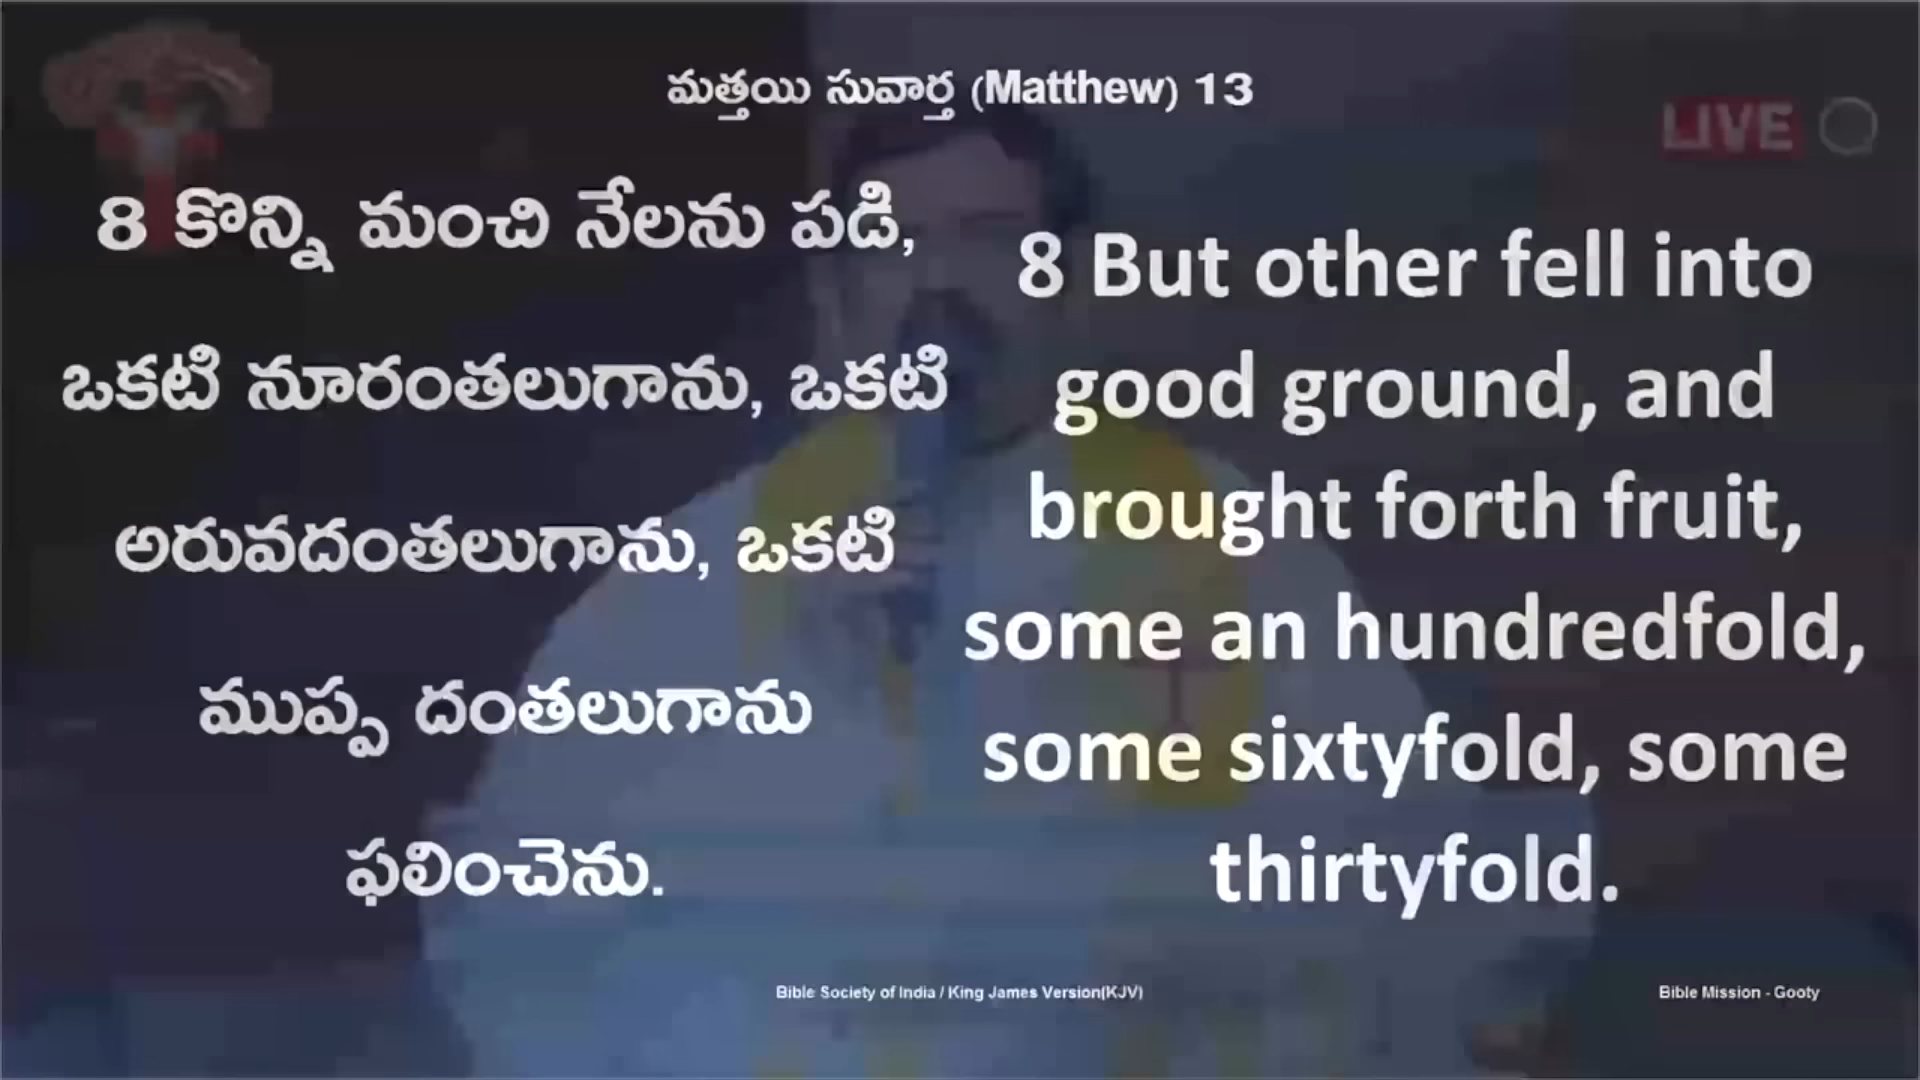 మత్తయి సువార్త (Matthew) 13
LIVE
8 కొన్ని మంచి నేలను పడి,
ఒకటి నూరంతలుగాను, ఒకటి
అరువదంతలుగాను, ఒకటి
ముప్ప దంతలుగాను
ఫలించెను.
8 But other fell into
good ground, and
brought forth fruit,
some an hundredfold,
some sixtyfold, some
thirtyfold.
Bible Society of India / King James Version(KJV)
Bible Mission - Gooty